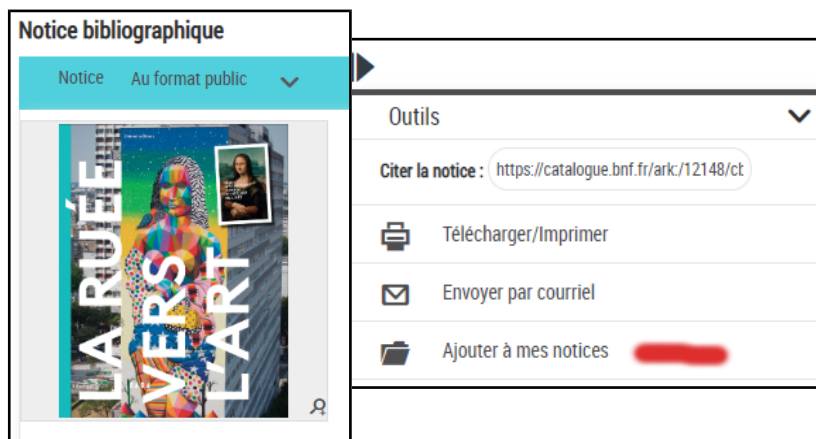 Notice bibliographique
Notice Au format public
LA RUÉE
VERS
L'ART
Outils
Citer la notice : https://catalogue.bnf.fr/ark:/12148/cb
Télécharger/Imprimer
Envoyer par courriel
Ajouter à mes notices